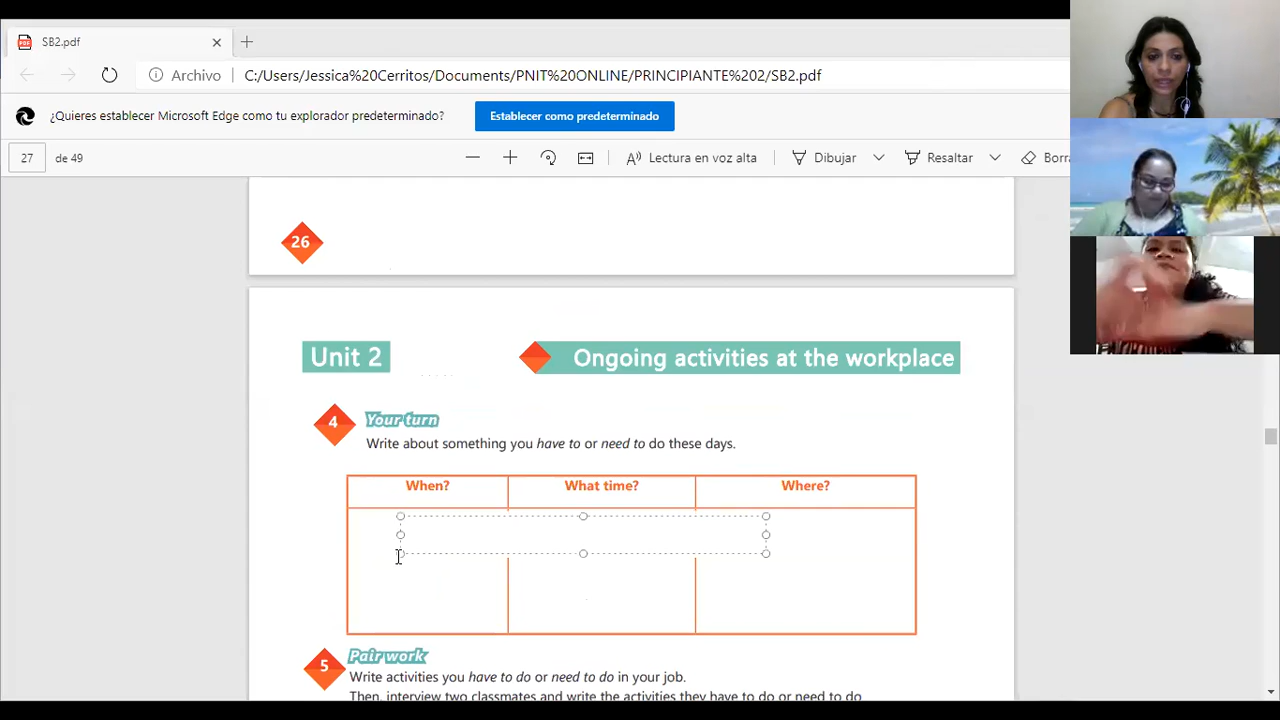 SB2.pdf
Archivo
C:/Users/Jessica%20Cerritos/Documents/PNIT%20ONLINE/PRINCIPIANTE%202/SB2.pdf
¿Quieres establecer Microsoft Edge como tu explorador predeterminado?
Establecer como predeterminado
27 de 49
Lectura en voz alta
Dibujar
Resaltar
Borra
26
Unit 2
Ongoing activities at the workplace
4 Your turn
Write about something you have to or need to do these days.
When? What time? Where?
5 Pair work
Write activities you have to do or need to do in your job.
Then, interview two classmates and write the activities they have to do or need to do